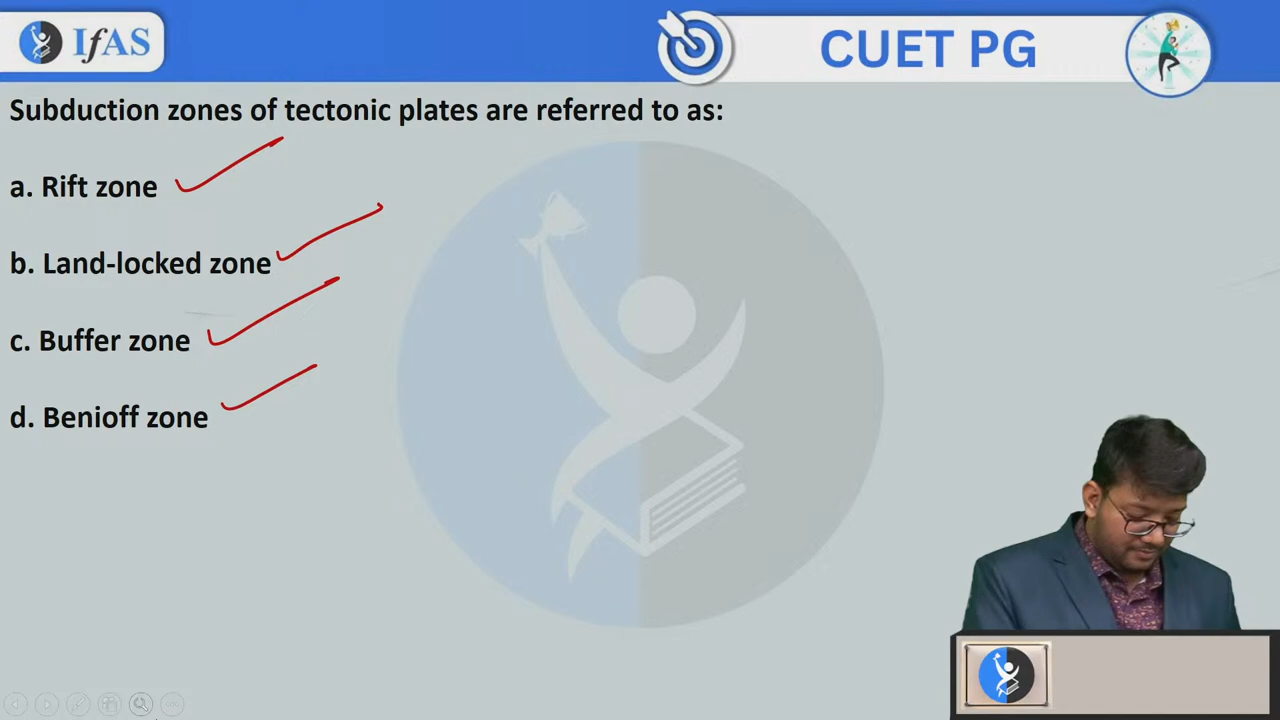 IfAS
CUET PG
Subduction zones of tectonic plates are referred to as:
a. Rift zone
b. Land-locked zone
c. Buffer zone
d. Benioff zone